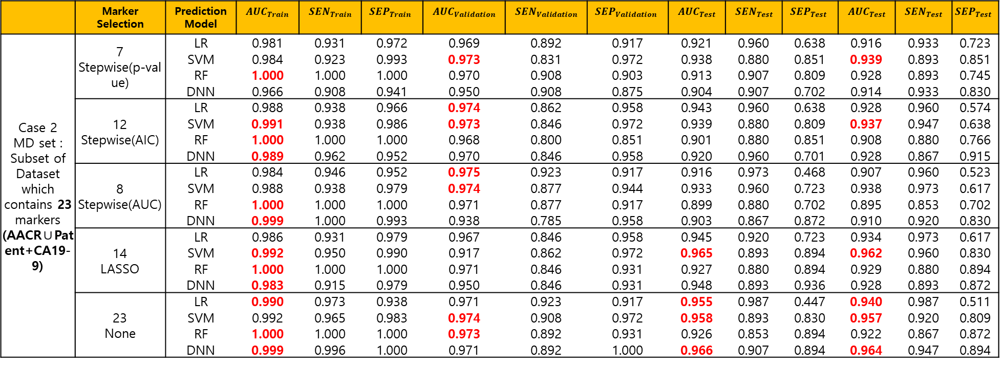 Marker Selection | Prediction Model | AUC_Train | SEN_Train | SEP_Train | AUC_Validation | SEN_Validation | SEP_Validation | AUC_Test | SEN_Test | SEP_Test | AUC_Test | SEN_Test | SEP_Test
Case 2
MD set :
Subset of
Dataset
which
contains 23
markers
(AACR∪Pat
ent+CA19-
9)
7
Stepwise(p-val
ue)
LR 0.981 0.931 0.972 0.969 0.892 0.917 0.921 0.960 0.638 0.916 0.933 0.723
SVM 0.984 0.923 0.993 0.973 0.831 0.972 0.938 0.880 0.851 0.939 0.893 0.851
RF 1.000 1.000 1.000 0.970 0.908 0.903 0.913 0.907 0.809 0.928 0.893 0.745
DNN 0.966 0.908 0.941 0.950 0.908 0.875 0.904 0.907 0.702 0.914 0.933 0.830
12
Stepwise(AIC)
LR 0.988 0.938 0.966 0.974 0.862 0.958 0.943 0.960 0.638 0.928 0.960 0.574
SVM 0.991 0.938 0.986 0.973 0.846 0.972 0.939 0.880 0.809 0.937 0.947 0.638
RF 1.000 1.000 1.000 0.968 0.800 0.851 0.901 0.880 0.851 0.908 0.880 0.766
DNN 0.989 0.962 0.952 0.970 0.846 0.958 0.920 0.960 0.701 0.928 0.867 0.915
8
Stepwise(AUC)
LR 0.984 0.946 0.952 0.975 0.923 0.917 0.916 0.973 0.468 0.907 0.960 0.523
SVM 0.988 0.938 0.979 0.974 0.877 0.944 0.933 0.960 0.723 0.938 0.973 0.617
RF 1.000 1.000 1.000 0.971 0.877 0.917 0.899 0.880 0.702 0.895 0.853 0.702
DNN 0.999 1.000 0.993 0.938 0.785 0.958 0.903 0.867 0.872 0.910 0.920 0.830
14
LASSO
LR 0.986 0.931 0.979 0.967 0.846 0.958 0.945 0.920 0.723 0.934 0.973 0.617
SVM 0.992 0.950 0.990 0.917 0.862 0.972 0.965 0.893 0.894 0.962 0.960 0.830
RF 1.000 1.000 1.000 0.971 0.846 0.931 0.927 0.880 0.894 0.929 0.880 0.894
DNN 0.983 0.915 0.979 0.950 0.846 0.931 0.948 0.893 0.936 0.928 0.893 0.872
23
None
LR 0.990 0.973 0.938 0.971 0.923 0.917 0.955 0.987 0.447 0.940 0.987 0.511
SVM 0.992 0.965 0.983 0.974 0.908 0.972 0.958 0.893 0.830 0.957 0.920 0.809
RF 1.000 1.000 1.000 0.973 0.892 0.931 0.926 0.853 0.894 0.922 0.867 0.872
DNN 0.999 0.996 1.000 0.971 0.892 1.000 0.966 0.907 0.894 0.964 0.947 0.894